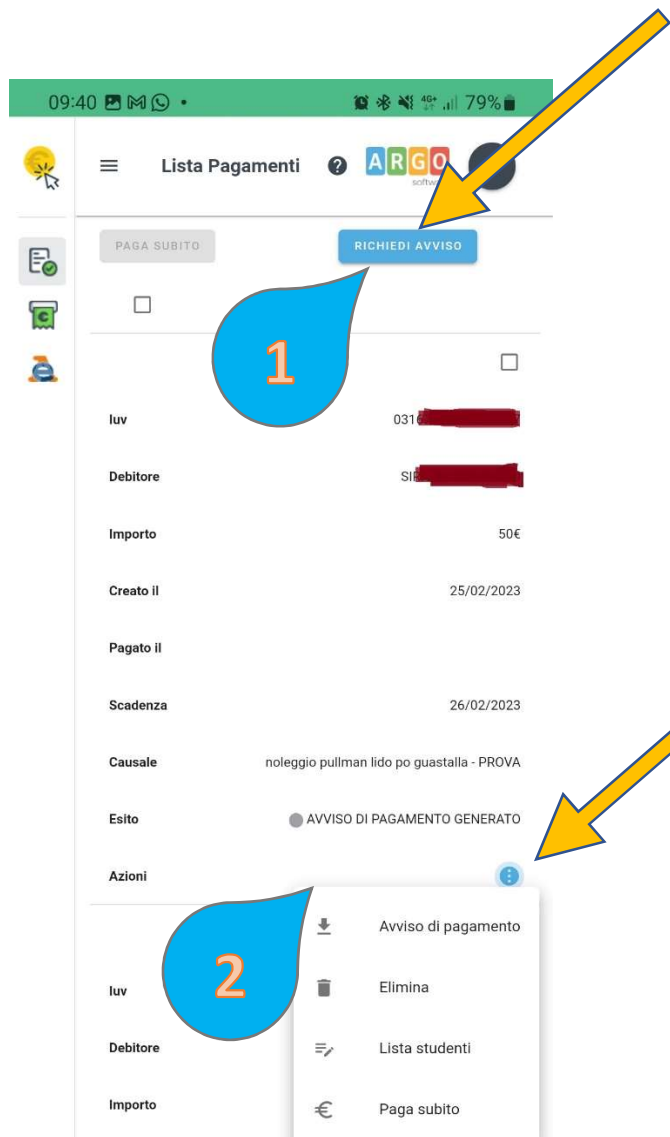 09:40 4G+ 79%
Lista Pagamenti ? ARGO
software
PAGA SUBITO RICHIEDI AVVISO
1
Iuv 031
Debitore
Importo 50€
Creato il 25/02/2023
Pagato il
Scadenza 26/02/2023
Causale noleggio pullman lido po guastalla - PROVA
Esito AVVISO DI PAGAMENTO GENERATO
Azioni
Avviso di pagamento
2
Iuv Elimina
Debitore Lista studenti
Importo € Paga subito